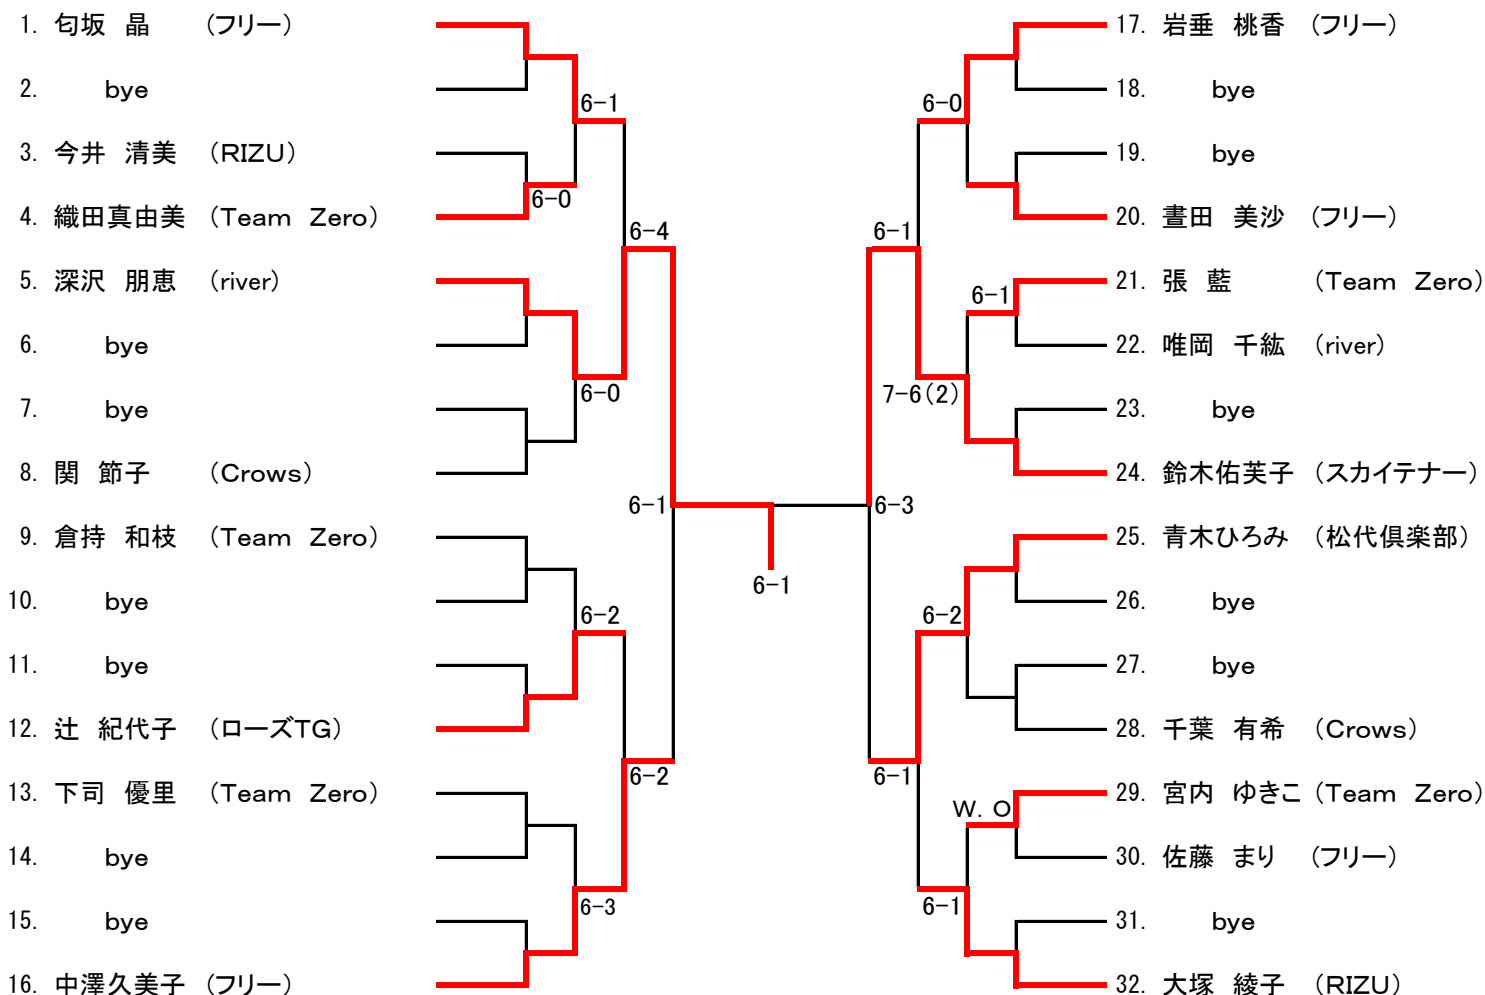 1. 匂坂 晶 （フリー）
2. bye
3. 今井 清美 （RIZU）
4. 織田真由美 （Team Zero）
5. 深沢 朋恵 （river）
6. bye
7. bye
8. 関 節子 （Crows）
9. 倉持 和枝 （Team Zero）
10. bye
11. bye
12. 辻 紀代子 （ローズTG）
13. 下司 優里 （Team Zero）
14. bye
15. bye
16. 中澤久美子 （フリー）
6-1
6-0
6-4
6-0
6-1
6-2
6-2
6-3
6-1
6-0
6-1
6-1
7-6（2）
6-3
6-2
6-1
W.O
6-1
17. 岩垂 桃香 （フリー）
18. bye
19. bye
20. 晝田 美沙 （フリー）
21. 張 藍 （Team Zero）
22. 唯岡 千紘 （river）
23. bye
24. 鈴木佑芙子 （スカイテナー）
25. 青木ひろみ （松代倶楽部）
26. bye
27. bye
28. 千葉 有希 （Crows）
29. 宮内 ゆきこ （Team Zero）
30. 佐藤 まり （フリー）
31. bye
32. 大塚 綾子 （RIZU）